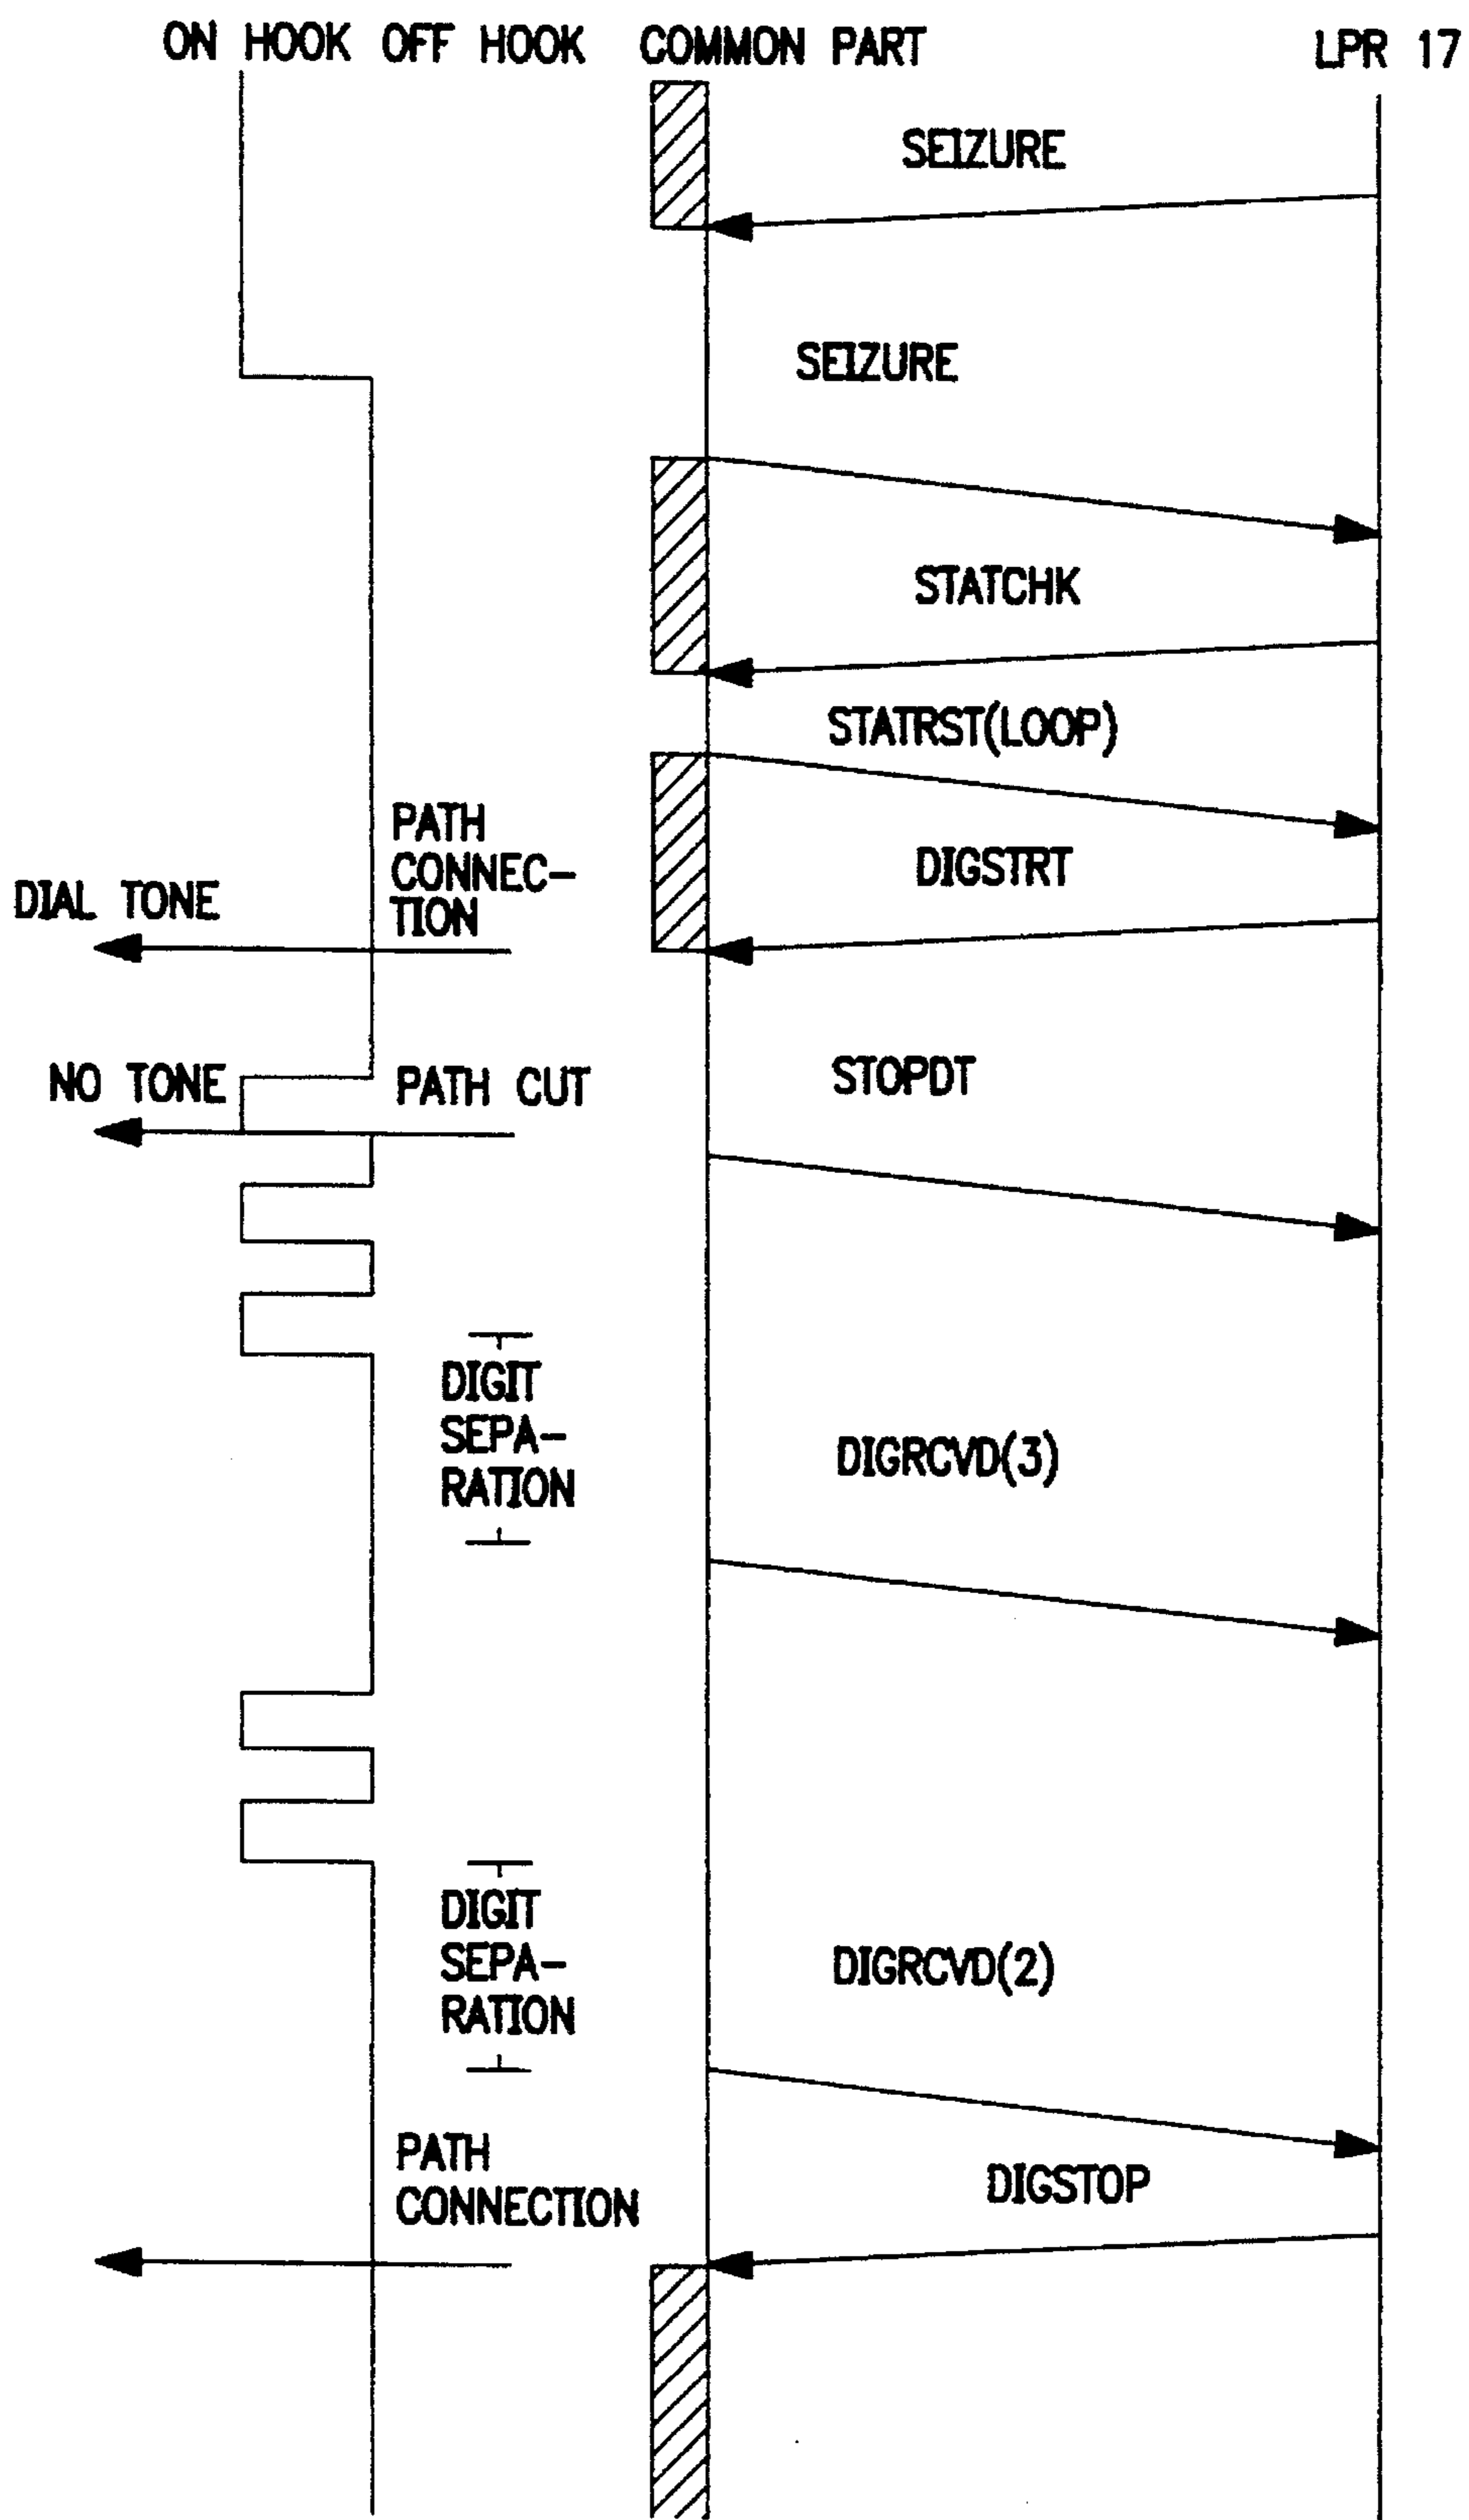 ON HOOK OFF HOOK COMMON PART LPR 17
SEIZURE
SEIZURE
STATCHK
STATRST(LOOP)
PATH
CONNEC-
TION
DIAL TONE
DIGSTRT
NO TONE
PATH CUT
STOPDT
DIGIT
SEPA-
RATION
DIGRCVD(3)
DIGIT
SEPA-
RATION
DIGRCVD(2)
PATH
CONNECTION
DIGSTOP